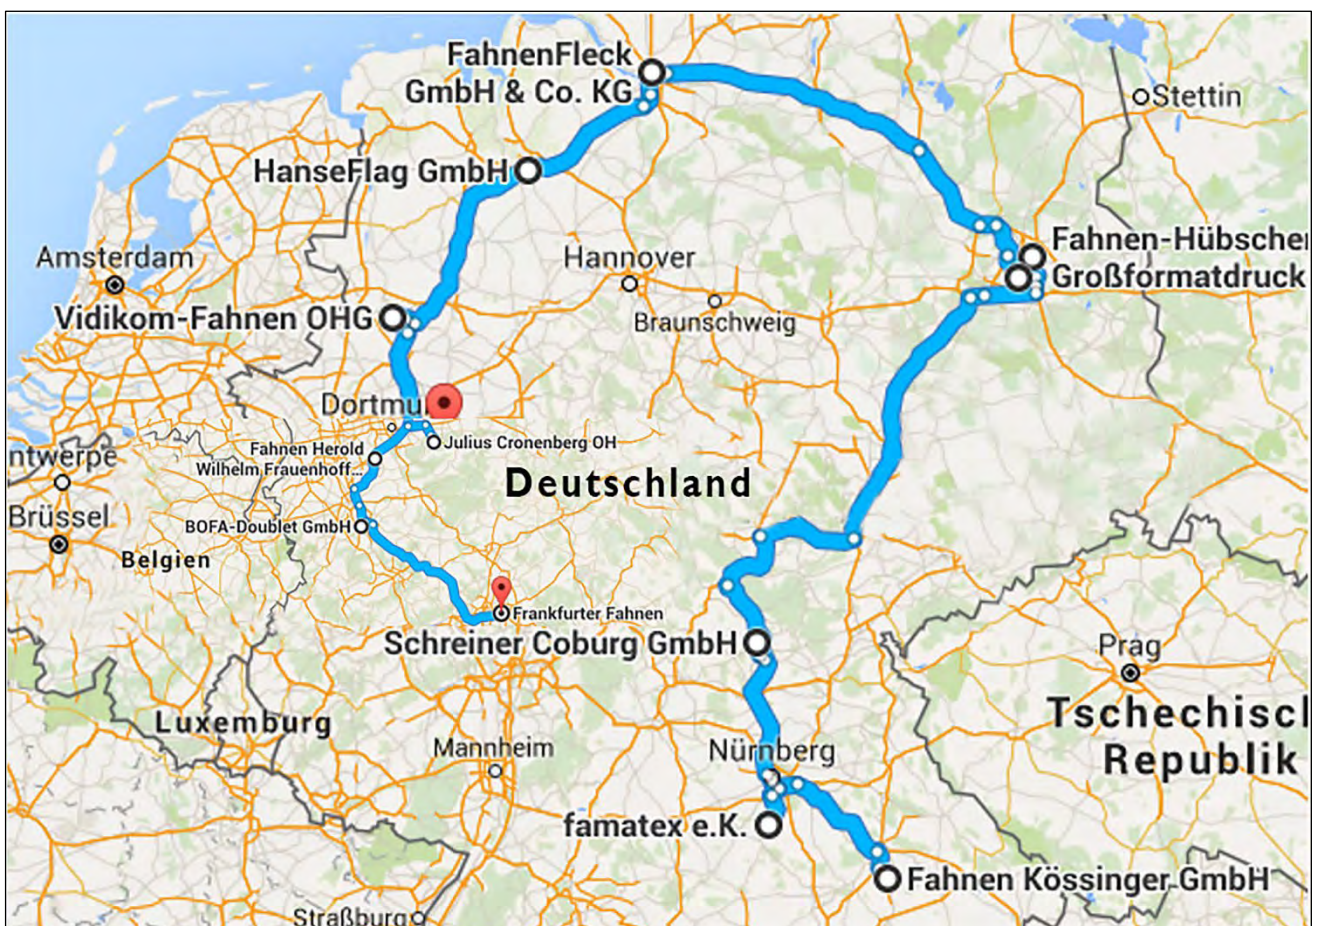 FahnenFleck
GmbH & Co. KG
Stettin
HanseFlag GmbH
Fahnen-Hübscher
Großformatdruck
Amsterdam
Hannover
Vidikom-Fahnen OHG
Braunschweig
Dortmu
Julius Cronenberg OH
Fahnen Herold
Wilhelm Frauenhoff...
ntwerpe
Deutschland
Brüssel
BOFA-Doublet GmbH
Belgien
Frankfurter Fahnen
Schreiner Coburg GmbH
Prag
Luxemburg
Tschechiscl
Republik
Mannheim
Nürnberg
famatex e.K.
Fahnen Kössinger GmbH
Straßburg